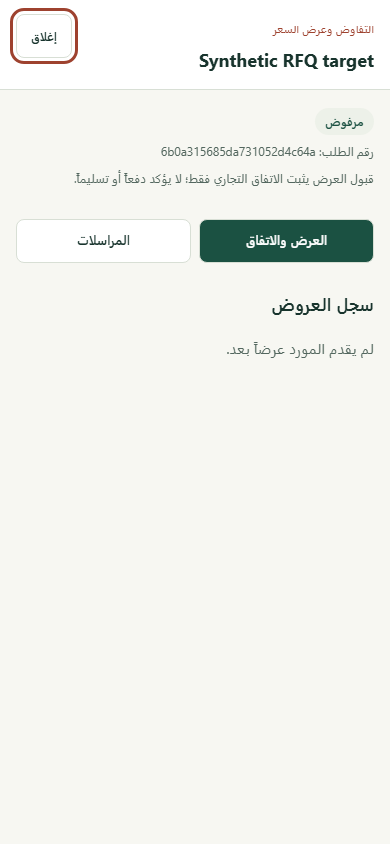 التفاوض وعرض السعر
Synthetic RFQ target
إغلاق
مرفوض
رقم الطلب: 6b0a315685da731052d4c64a
قبول العرض يثبت الاتفاق التجاري فقط؛ لا يؤكد دفعاً أو تسليماً.
العرض والاتفاق
المراسلات
سجل العروض
لم يقدم المورد عرضاً بعد.